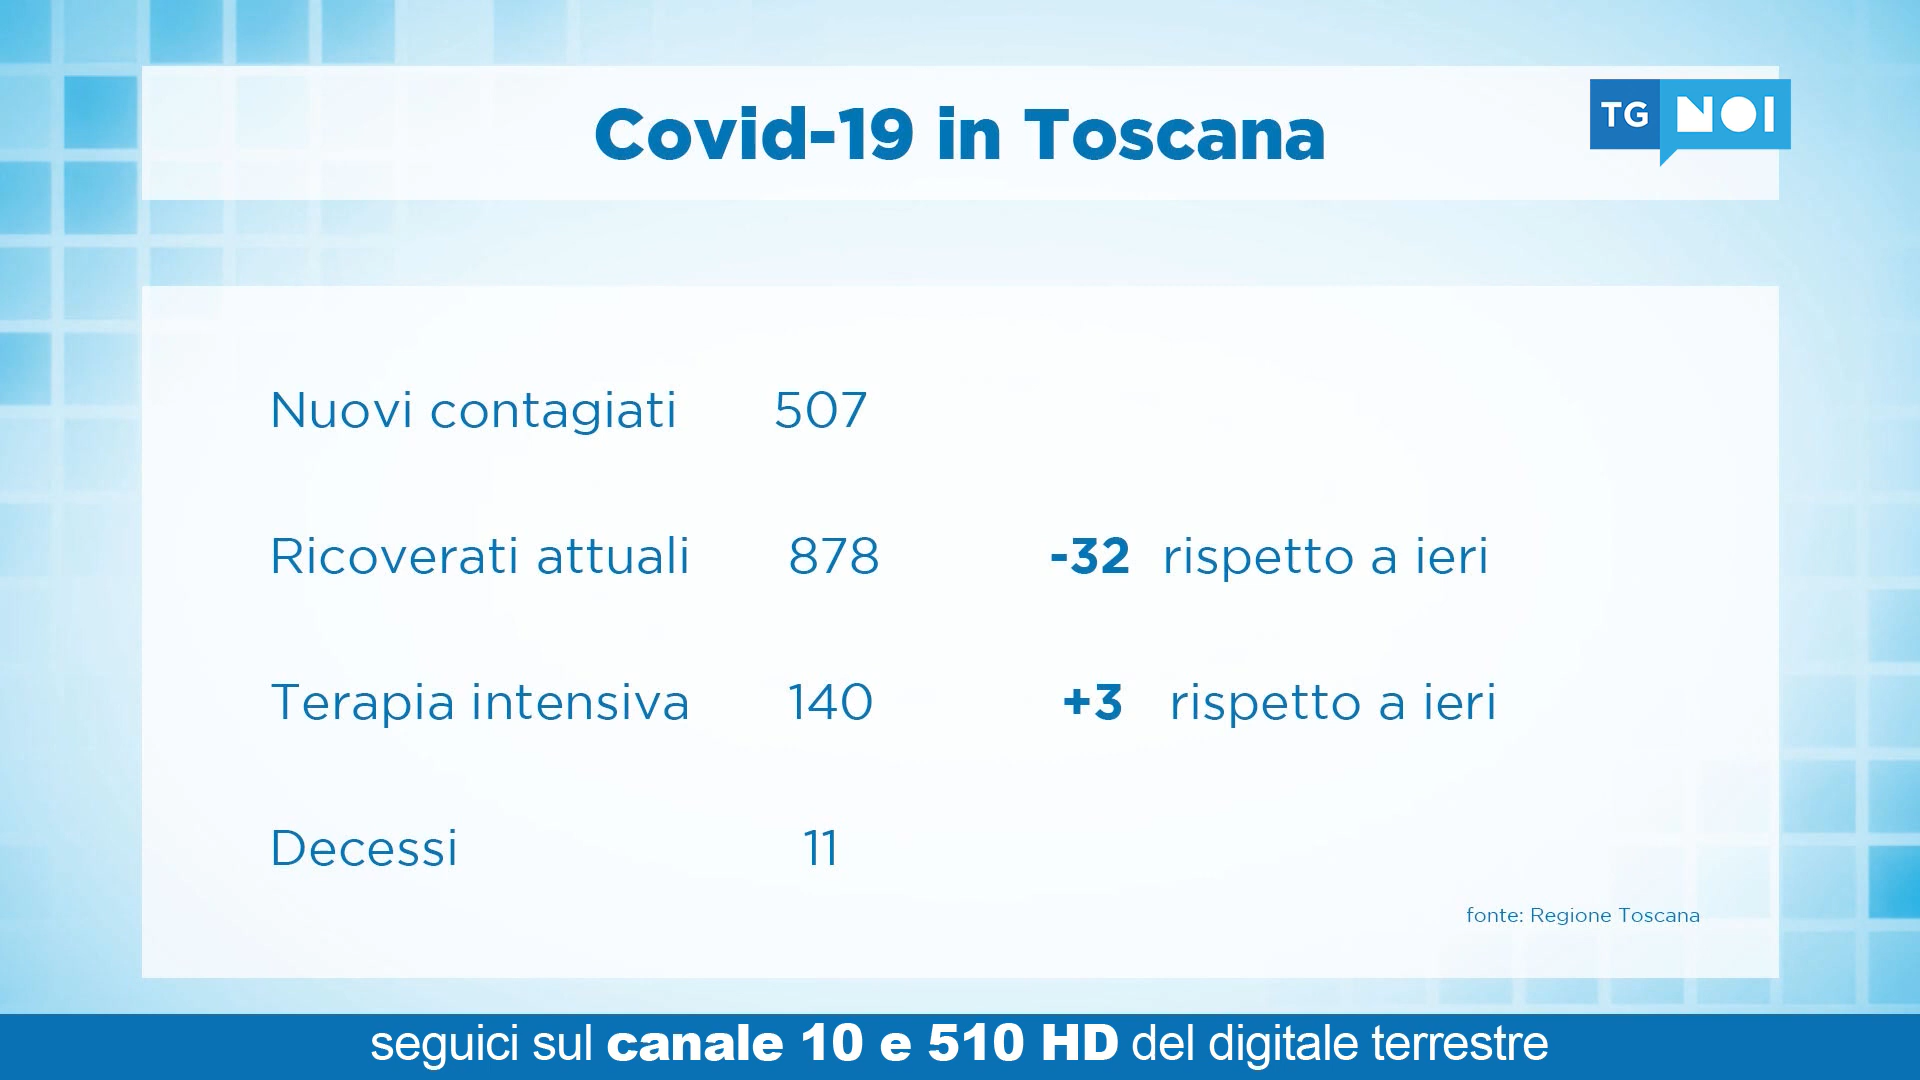 Covid-19 in Toscana
TG NOI
Nuovi contagiati 507
Ricoverati attuali 878 -32 rispetto a ieri
Terapia intensiva 140 +3 rispetto a ieri
Decessi 11
fonte: Regione Toscana
seguici sul canale 10 e 510 HD del digitale terrestre